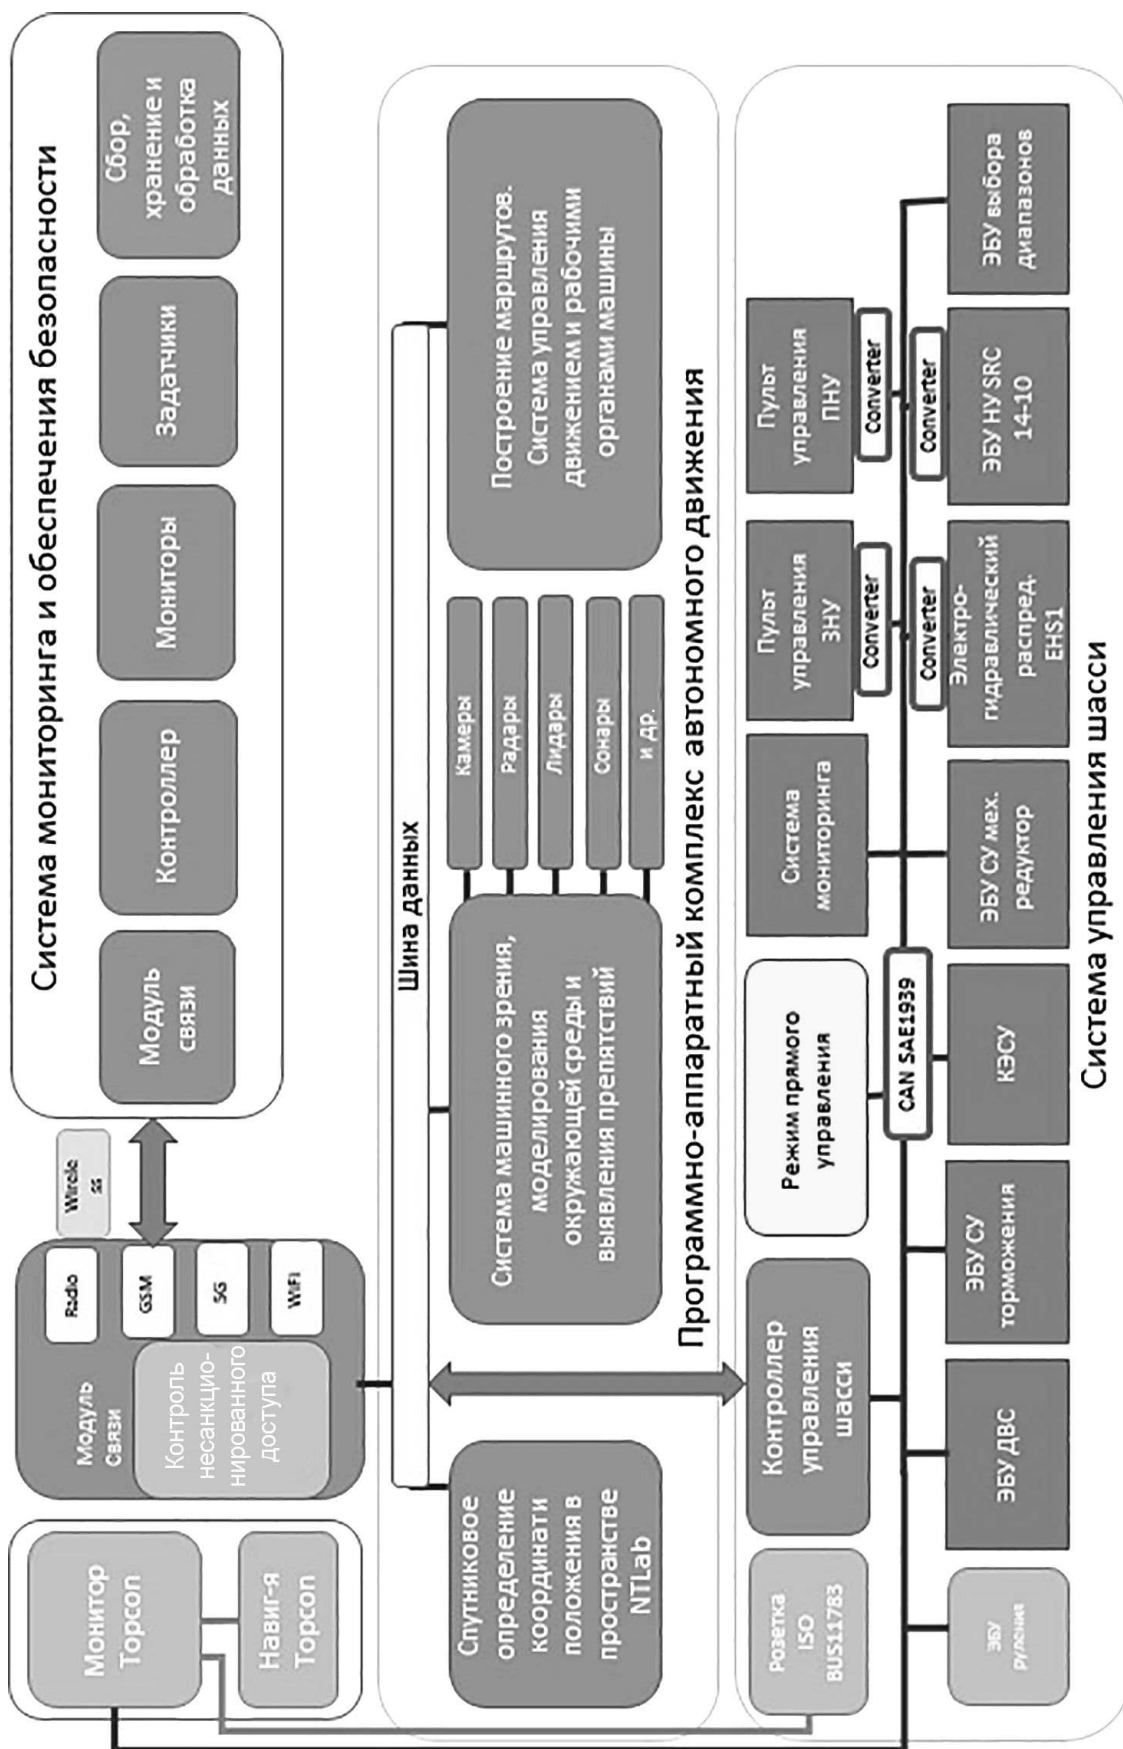 Система мониторинга и обеспечения безопасности
Модуль
связи
Контроллер
Мониторы
Задатчики
Сбор,
хранение и
обработка
данных
Wirele
ss
Модуль
Связи
Radio
GSM
5G
WiFi
Контроль
несанкцио-
нированного
доступа
Монитор
Topcon
Навиг-я
Topcon
Шина данных
Спутниковое
определение
координати
положения в
пространстве
NTLab
Система машинного зрения,
моделирования
окружающей среды и
выявления препятствий
Камеры
Радары
Лидары
Сонары
и др.
Построение маршрутов.
Система управления
движением и рабочими
органами машины
Программно-аппаратный комплекс автономного движения
Розетка
ISO
BUS11783
Контроллер
управления
шасси
Режим прямого
управления
Система
мониторинга
Пульт
управления
ЗНУ
Converter
Пульт
управления
ПНУ
Converter
CAN SAE1939
ЭБУ
руления
ЭБУ ДВС
ЭБУ СУ
торможения
КЭСУ
ЭБУ СУ мех.
редуктор
Converter
Электро-
гидравлический
распред.
EHS1
Converter
ЭБУ НУ SRC
14-10
ЭБУ выбора
диапазонов
Система управления шасси